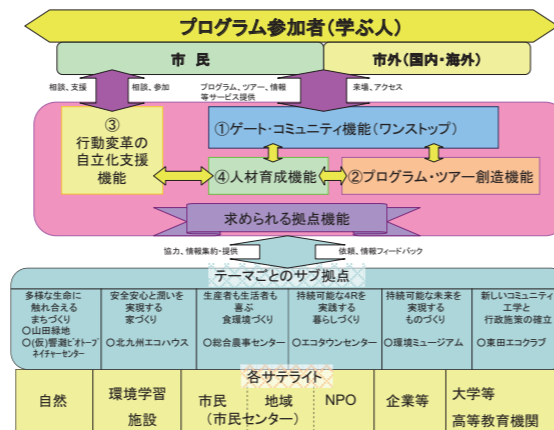 プログラム参加者(学ぶ人)
市 民
市外(国内・海外)
相談、支援
相談、参加
プログラム、ツアー、情報
等サービス提供
来場、アクセス
③
行動変革の
自立化支援
機能
①ゲート・コミュニティ機能(ワンストップ)
④人材育成機能
②プログラム・ツアー創造機能
求められる拠点機能
協力、情報集約・提供
依頼、情報フィードバック
テーマごとのサブ拠点
多様な生命に
触れ合える
まちづくり
○山田緑地
○(仮)響灘ビオトープ
ネイチャーセンター
安全安心と潤いを
実現する
家づくり
○北九州エコハウス
生産者も生活者も
喜ぶ
食環境づくり
○総合農事センター
持続可能な4Rを
実践する
暮らしづくり
○エコタウンセンター
持続可能な未来を
実現する
ものづくり
○環境ミュージアム
新しいコミュニティ
工学と
行政施策の確立
○東田エコクラブ
各サテライト
自然
環境学習
施設
市民
地域
(市民センター)
NPO
企業等
大学等
高等教育機関